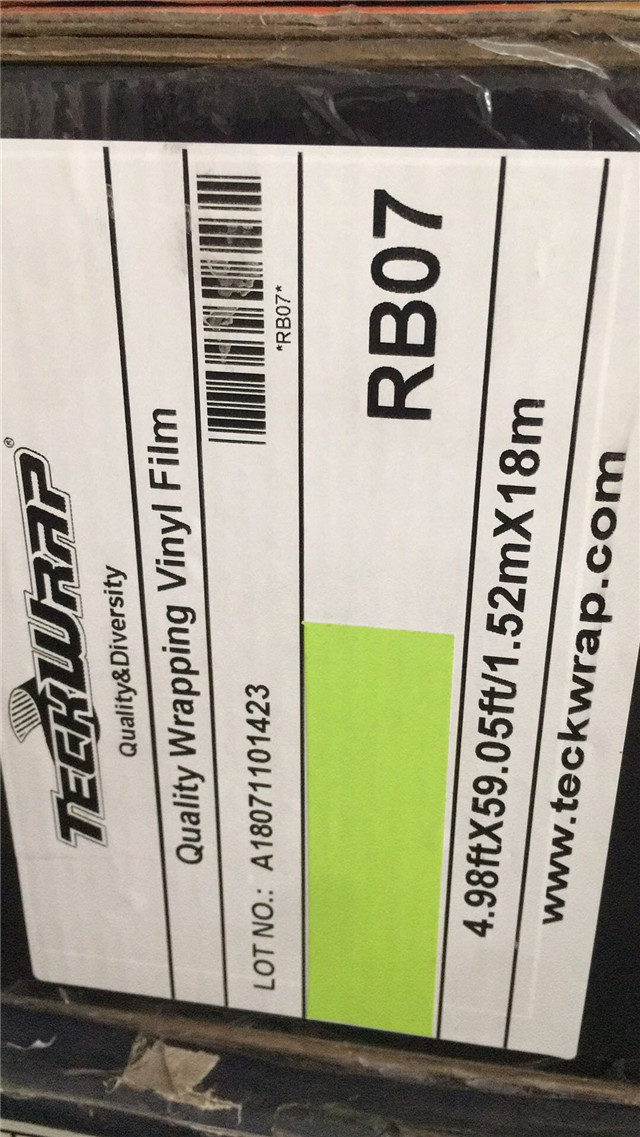 TECKWRAP®
Quality&Diversity
Quality Wrapping Vinyl Film
LOT NO.: A18071101423
*RB07*
RB07
4.98ftX59.05ft/1.52mX18m
www.teckwrap.com